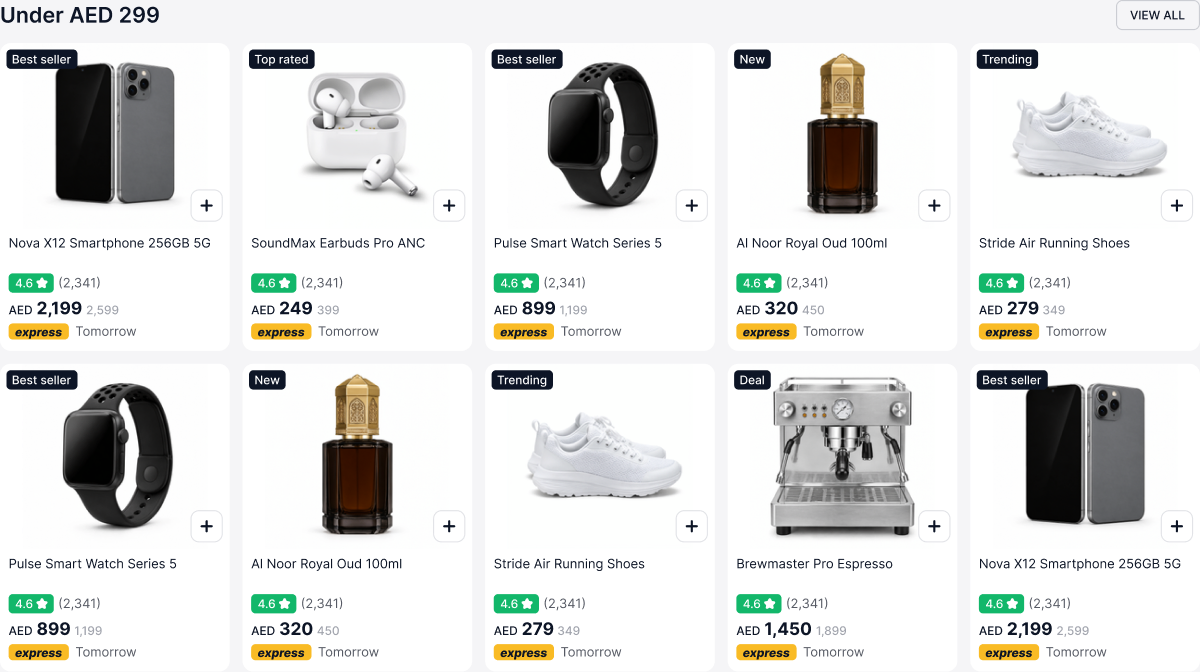 Under AED 299
VIEW ALL
Best seller
Nova X12 Smartphone 256GB 5G
4.6 (2,341)
AED 2,199 2,599
express Tomorrow
Top rated
SoundMax Earbuds Pro ANC
4.6 (2,341)
AED 249 399
express Tomorrow
Best seller
Pulse Smart Watch Series 5
4.6 (2,341)
AED 899 1,199
express Tomorrow
New
Al Noor Royal Oud 100ml
4.6 (2,341)
AED 320 450
express Tomorrow
Trending
Stride Air Running Shoes
4.6 (2,341)
AED 279 349
express Tomorrow
Best seller
Pulse Smart Watch Series 5
4.6 (2,341)
AED 899 1,199
express Tomorrow
New
Al Noor Royal Oud 100ml
4.6 (2,341)
AED 320 450
express Tomorrow
Trending
Stride Air Running Shoes
4.6 (2,341)
AED 279 349
express Tomorrow
Deal
Brewmaster Pro Espresso
4.6 (2,341)
AED 1,450 1,899
express Tomorrow
Best seller
Nova X12 Smartphone 256GB 5G
4.6 (2,341)
AED 2,199 2,599
express Tomorrow